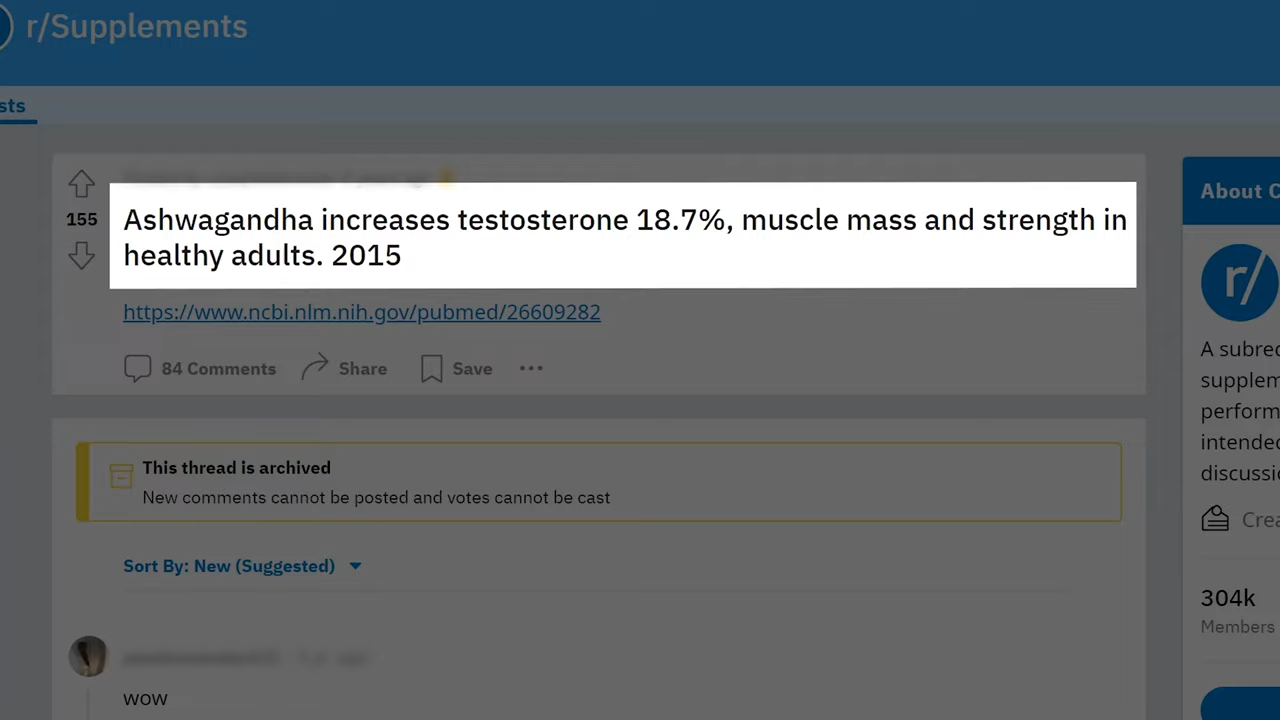 r/Supplements
sts
155
Ashwagandha increases testosterone 18.7%, muscle mass and strength in
healthy adults. 2015
https://www.ncbi.nlm.nih.gov/pubmed/26609282
84 Comments
Share
Save
This thread is archived
New comments cannot be posted and votes cannot be cast
Sort By: New (Suggested)
wow
About C
r/
A subred
supplem
perform
intended
discussi
Crea
304k
Members